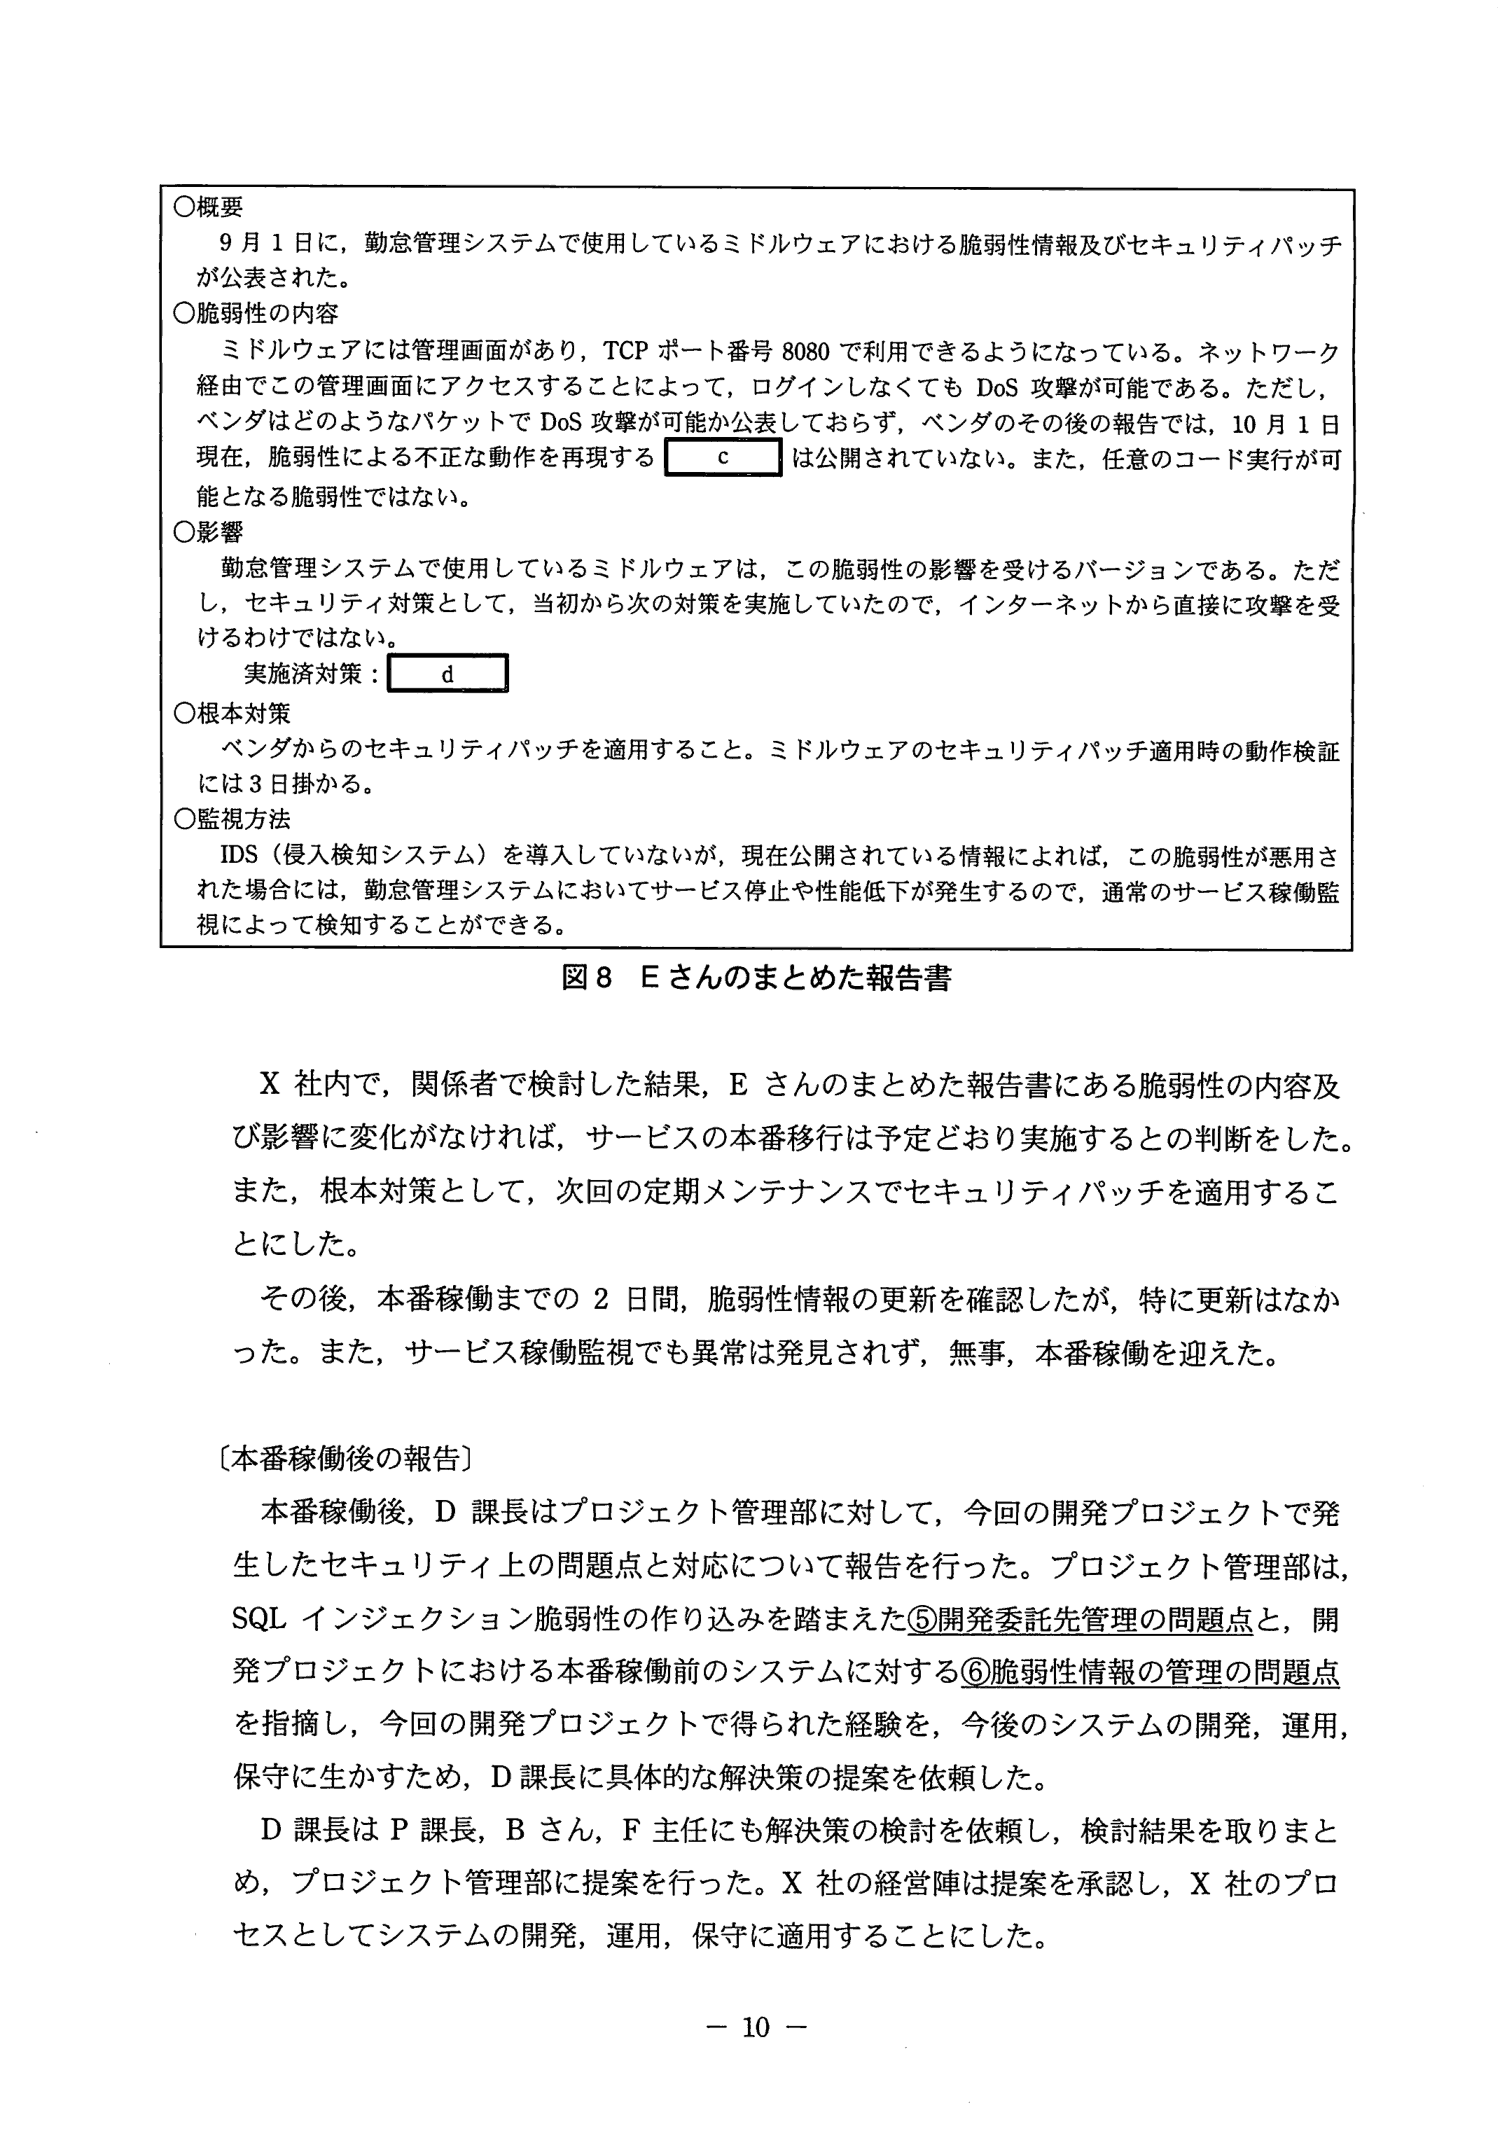 ○概要
9月1日に，勤怠管理システムで使用しているミドルウェアにおける脆弱性情報及びセキュリティパッチ
が公表された。
○脆弱性の内容
ミドルウェアには管理画面があり，TCP ポート番号 8080 で利用できるようになっている。ネットワーク
経由でこの管理画面にアクセスすることによって，ログインしなくても DoS 攻撃が可能である。ただし，
ベンダはどのようなパケットで DoS 攻撃が可能か公表しておらず，ベンダのその後の報告では，10 月 1 日
現在，脆弱性による不正な動作を再現する c は公開されていない。また，任意のコード実行が可
能となる脆弱性ではない。
○影響
勤怠管理システムで使用しているミドルウェアは，この脆弱性の影響を受けるバージョンである。ただ
し，セキュリティ対策として，当初から次の対策を実施していたので，インターネットから直接に攻撃を受
けるわけではない。
実施済対策： d
○根本対策
ベンダからのセキュリティパッチを適用すること。ミドルウェアのセキュリティパッチ適用時の動作検証
には3日掛かる。
○監視方法
IDS（侵入検知システム）を導入していないが，現在公開されている情報によれば，この脆弱性が悪用さ
れた場合には，勤怠管理システムにおいてサービス停止や性能低下が発生するので，通常のサービス稼働監
視によって検知することができる。
図8 E さんのまとめた報告書
X 社内で，関係者で検討した結果，E さんのまとめた報告書にある脆弱性の内容及
び影響に変化がなければ，サービスの本番移行は予定どおり実施するとの判断をした。
また，根本対策として，次回の定期メンテナンスでセキュリティパッチを適用するこ
とにした。
その後，本番稼働までの 2 日間，脆弱性情報の更新を確認したが，特に更新はなか
った。また，サービス稼働監視でも異常は発見されず，無事，本番稼働を迎えた。
〔本番稼働後の報告〕
本番稼働後，D 課長はプロジェクト管理部に対して，今回の開発プロジェクトで発
生したセキュリティ上の問題点と対応について報告を行った。プロジェクト管理部は，
SQL インジェクション脆弱性の作り込みを踏まえた⑤開発委託先管理の問題点と，開
発プロジェクトにおける本番稼働前のシステムに対する⑥脆弱性情報の管理の問題点
を指摘し，今回の開発プロジェクトで得られた経験を，今後のシステムの開発，運用，
保守に生かすため，D 課長に具体的な解決策の提案を依頼した。
D 課長は P 課長，B さん，F 主任にも解決策の検討を依頼し，検討結果を取りまと
め，プロジェクト管理部に提案を行った。X 社の経営陣は提案を承認し，X 社のプロ
セスとしてシステムの開発，運用，保守に適用することにした。
－ 10 －